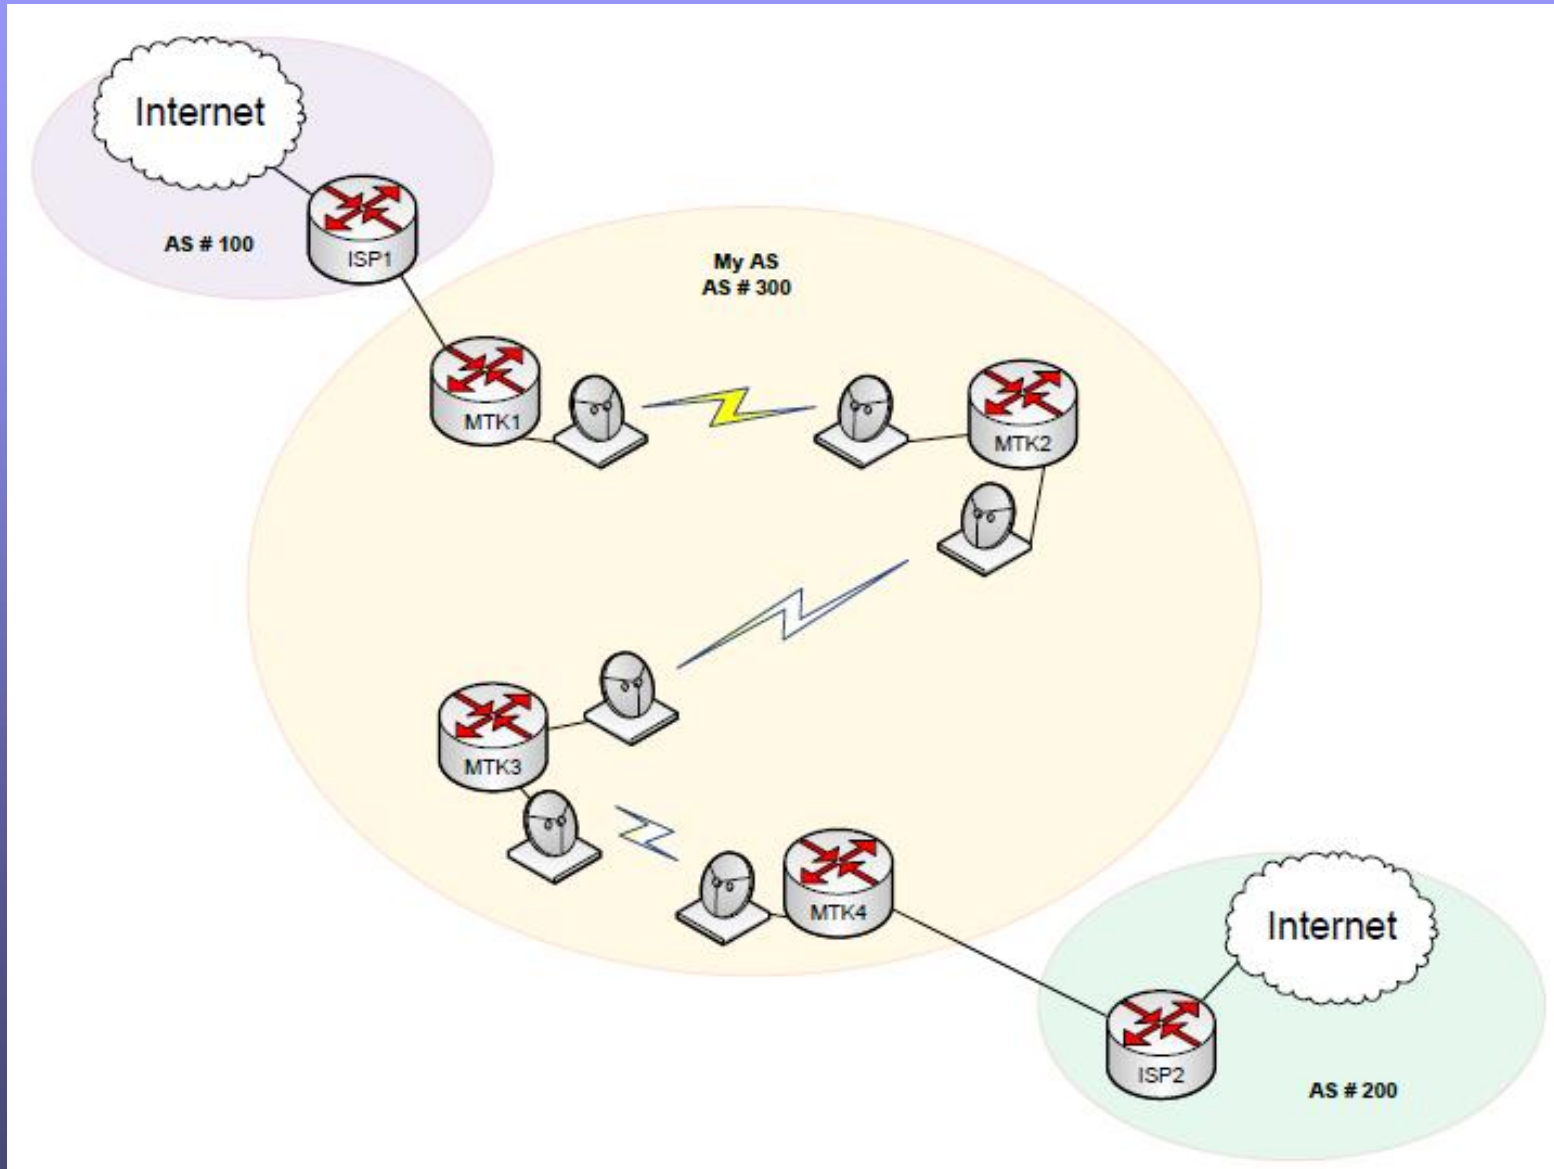 Internet
AS # 100
ISP1
My AS
AS # 300
MTK1
MTK2
MTK3
MTK4
Internet
ISP2
AS # 200